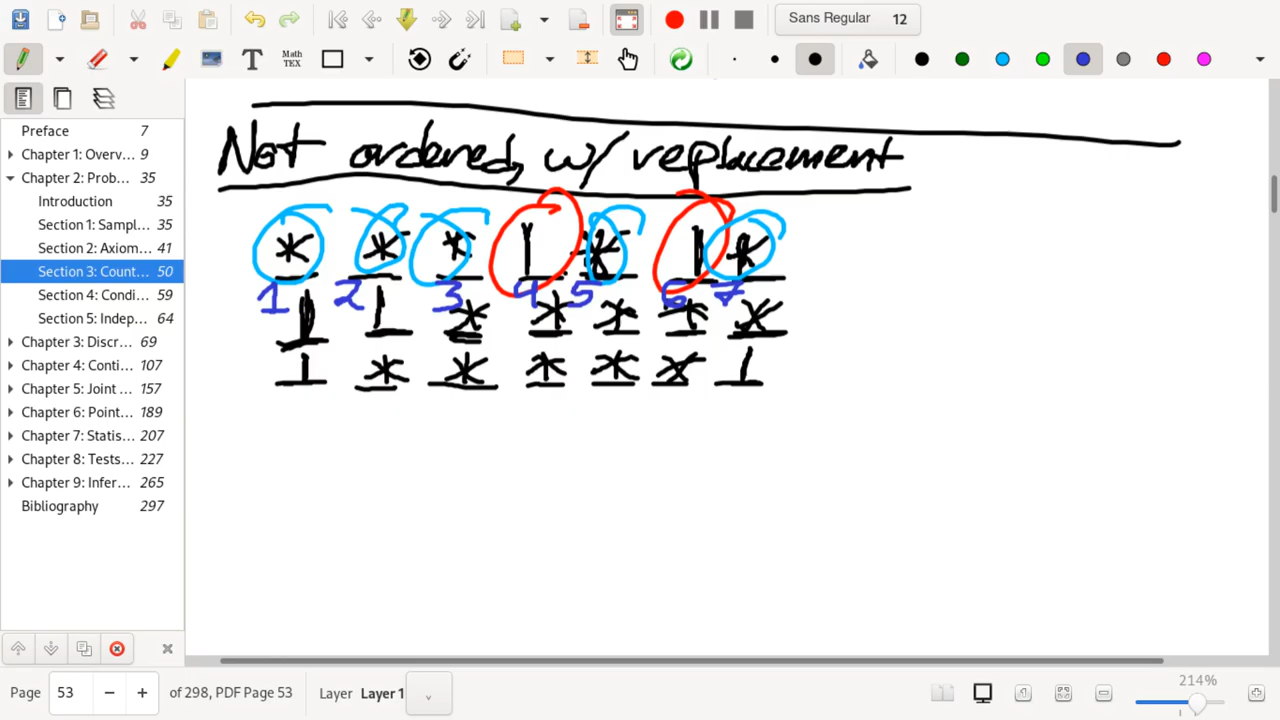 Sans Regular 12
T Math TEX
Preface 7
Chapter 1: Overv... 9
Chapter 2: Prob... 35
Introduction 35
Section 1: Sampl... 35
Section 2: Axiom... 41
Section 3: Count... 50
Section 4: Condi... 59
Section 5: Indep... 64
Chapter 3: Discr... 69
Chapter 4: Conti... 107
Chapter 5: Joint ... 157
Chapter 6: Point... 189
Chapter 7: Statis... 207
Chapter 8: Tests... 227
Chapter 9: Infer... 265
Bibliography 297
Not ordered, w/ replacement
* * * | * | *
1 2 3 4 5 6 7
| | * * * * *
| * * * * * |
Page 53 − + of 298, PDF Page 53 Layer Layer 1 214%